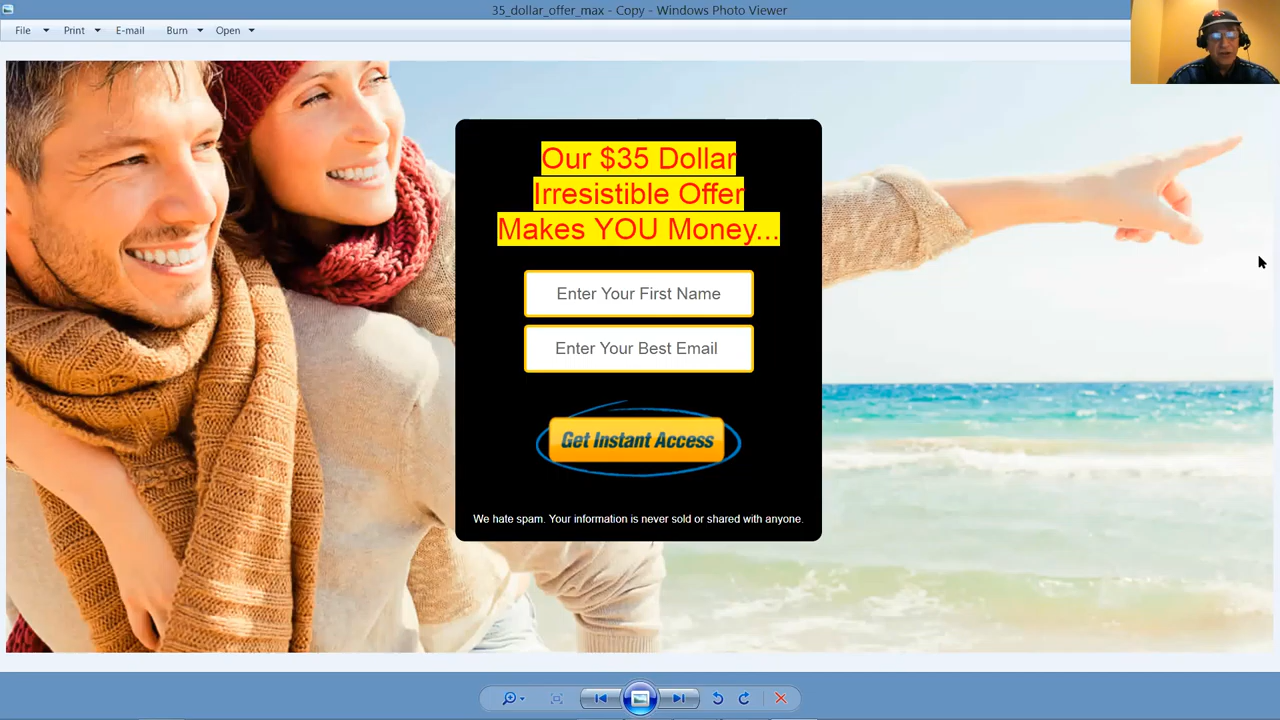 35_dollar_offer_max - Copy - Windows Photo Viewer
File Print E-mail Burn Open
Our $35 Dollar
Irresistible Offer
Makes YOU Money...
Enter Your First Name
Enter Your Best Email
Get Instant Access
We hate spam. Your information is never sold or shared with anyone.